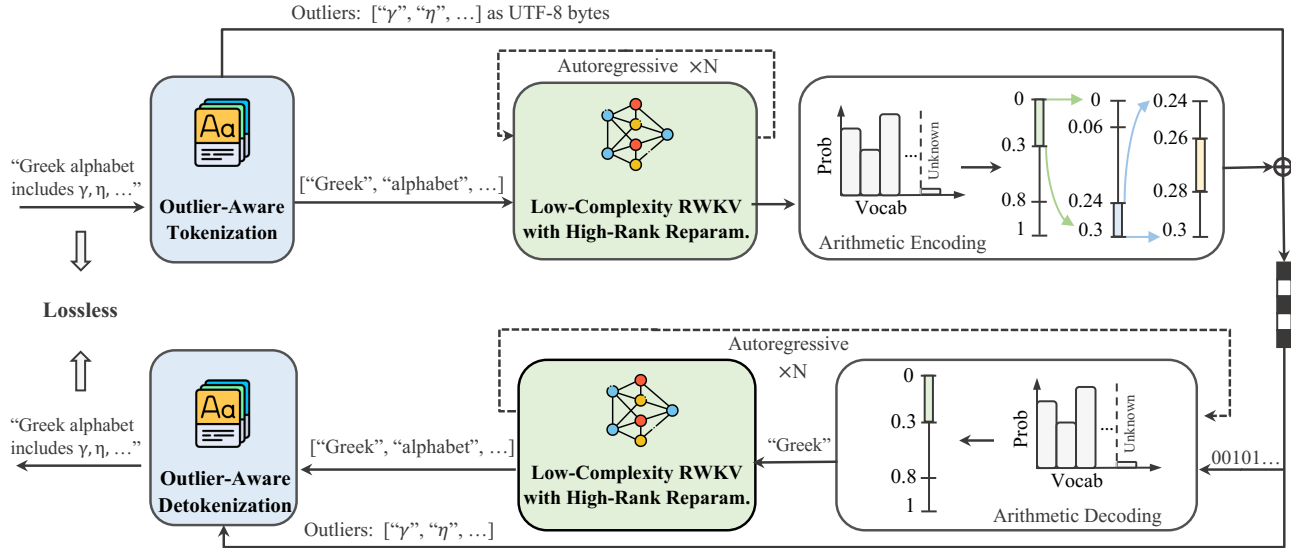 Outliers: [“γ”, “η”, …] as UTF-8 bytes
Autoregressive ×N
Aa
“Greek alphabet
includes γ, η, …”
Outlier-Aware
Tokenization
[“Greek”, “alphabet”, …]
Low-Complexity RWKV
with High-Rank Reparam.
Prob
Vocab
....
Unknown
0
0.3
0.8
1
0
0.06
0.24
0.3
0.24
0.26
0.28
0.3
Arithmetic Encoding
Lossless
Autoregressive
×N
Aa
“Greek alphabet
includes γ, η, …”
Outlier-Aware
Detokenization
[“Greek”, “alphabet”, …]
Low-Complexity RWKV
with High-Rank Reparam.
“Greek”
0
0.3
0.8
1
Prob
Vocab
....
Unknown
Arithmetic Decoding
00101…
Outliers: [“γ”, “η”, …]